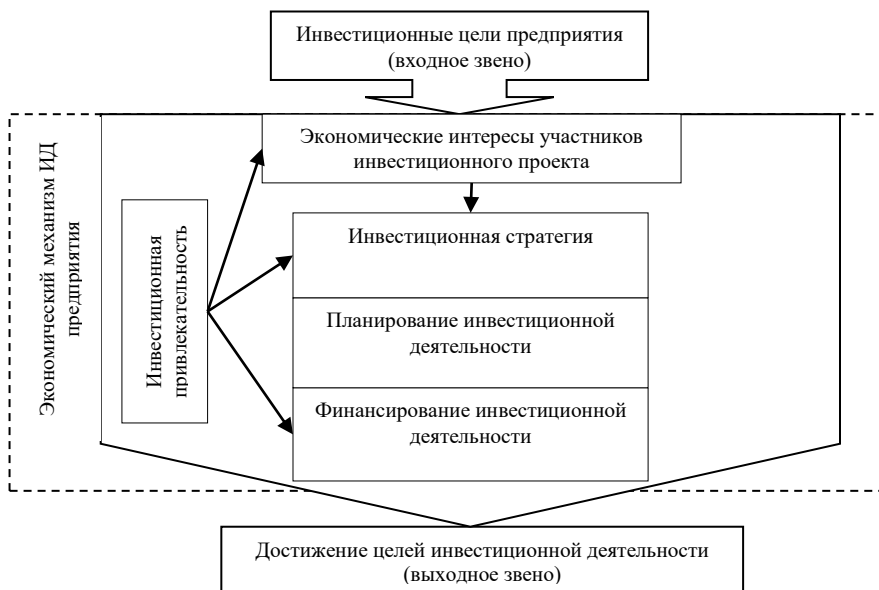 Инвестиционные цели предприятия
(входное звено)
Экономические интересы участников
инвестиционного проекта
Экономический механизм ИД
предприятия
Инвестиционная
привлекательность
Инвестиционная стратегия
Планирование инвестиционной
деятельности
Финансирование инвестиционной
деятельности
Достижение целей инвестиционной деятельности
(выходное звено)